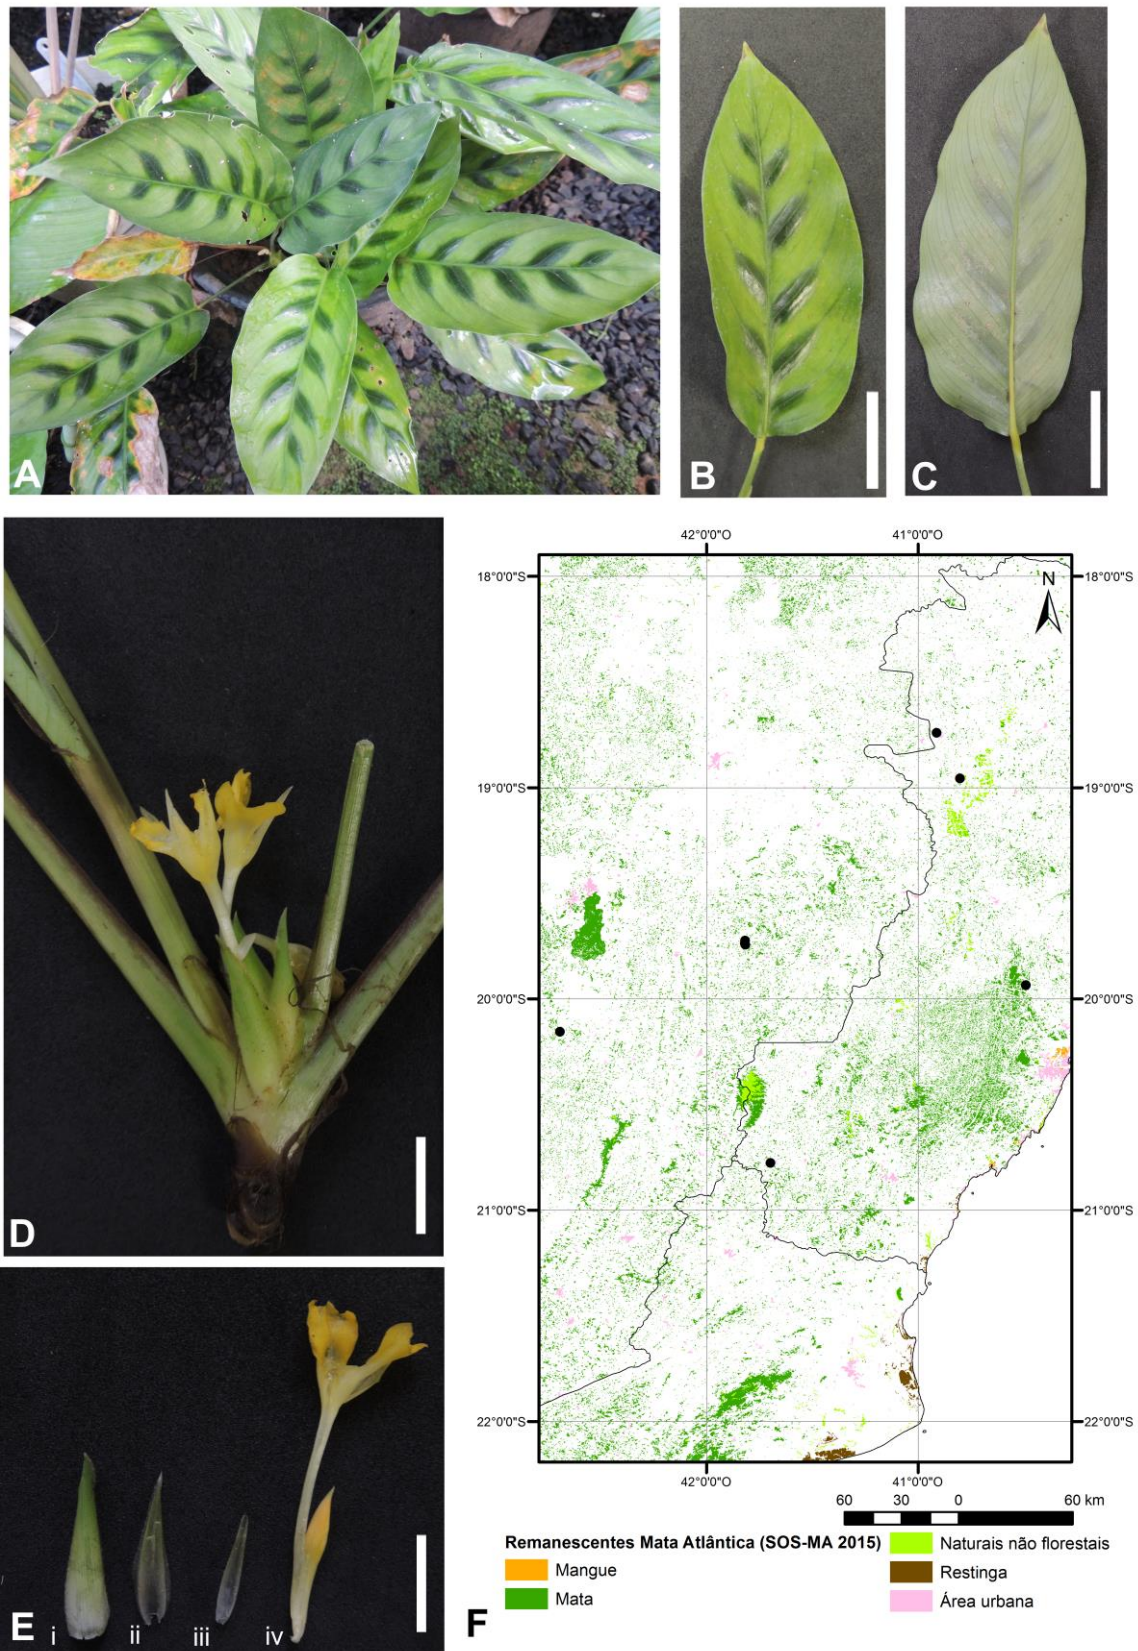 A
B
C
D
E
i
ii
iii
iv
42°0'0"O
41°0'0"O
18°0'0"S
18°0'0"S
N
19°0'0"S
19°0'0"S
20°0'0"S
20°0'0"S
21°0'0"S
21°0'0"S
22°0'0"S
22°0'0"S
42°0'0"O
41°0'0"O
60
30
0
60 km
Remanescentes Mata Atlântica (SOS-MA 2015)
Mangue
Mata
Naturais não florestais
Restinga
Área urbana
F